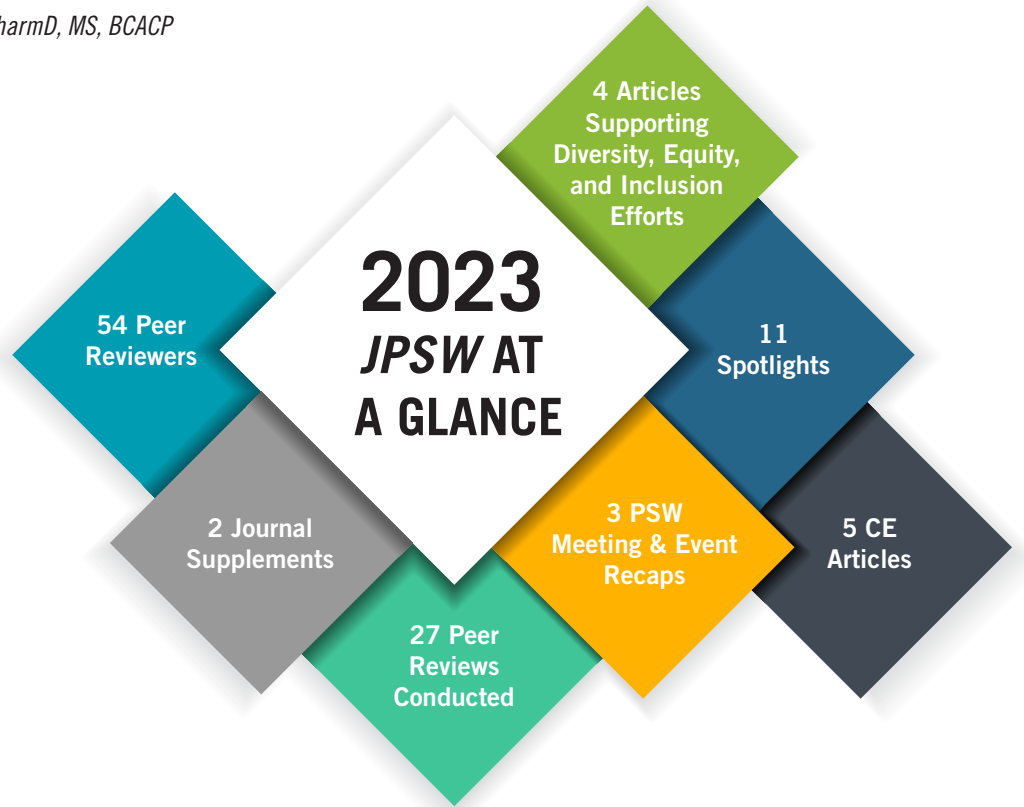 MS, BCACP
4 Articles
Supporting
Diversity, Equity,
and Inclusion
Efforts
2023
JPSW AT
A GLANCE
54 Peer
Reviewers
11
Spotlights
2 Journal
Supplements
3 PSW
Meeting & Event
Recaps
5 CE
Articles
27 Peer
Reviews
Conducted